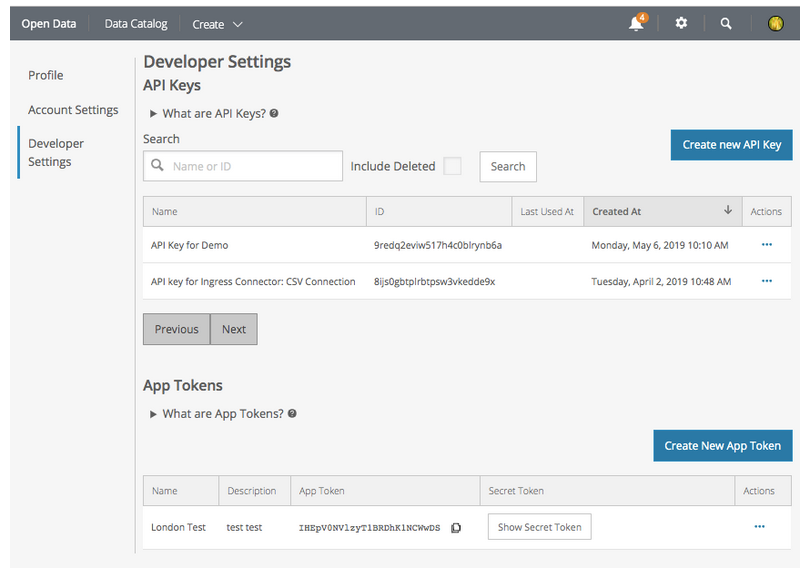 Open Data Data Catalog Create 4
Profile
Account Settings
Developer
Settings
Developer Settings
API Keys
What are API Keys? ?
Search
Name or ID Include Deleted Search Create new API Key
Name ID Last Used At Created At Actions
API Key for Demo 9redq2eviw517h4c0blrynb6a Monday, May 6, 2019 10:10 AM ...
API key for Ingress Connector: CSV Connection 8ijs0gbtplrbtpsw3vkedde9x Tuesday, April 2, 2019 10:48 AM ...
Previous Next
App Tokens
What are App Tokens? ?
Create New App Token
Name Description App Token Secret Token Actions
London Test test test IHEpV0NVlzyT1BRDhK1NCWwDS Show Secret Token ...